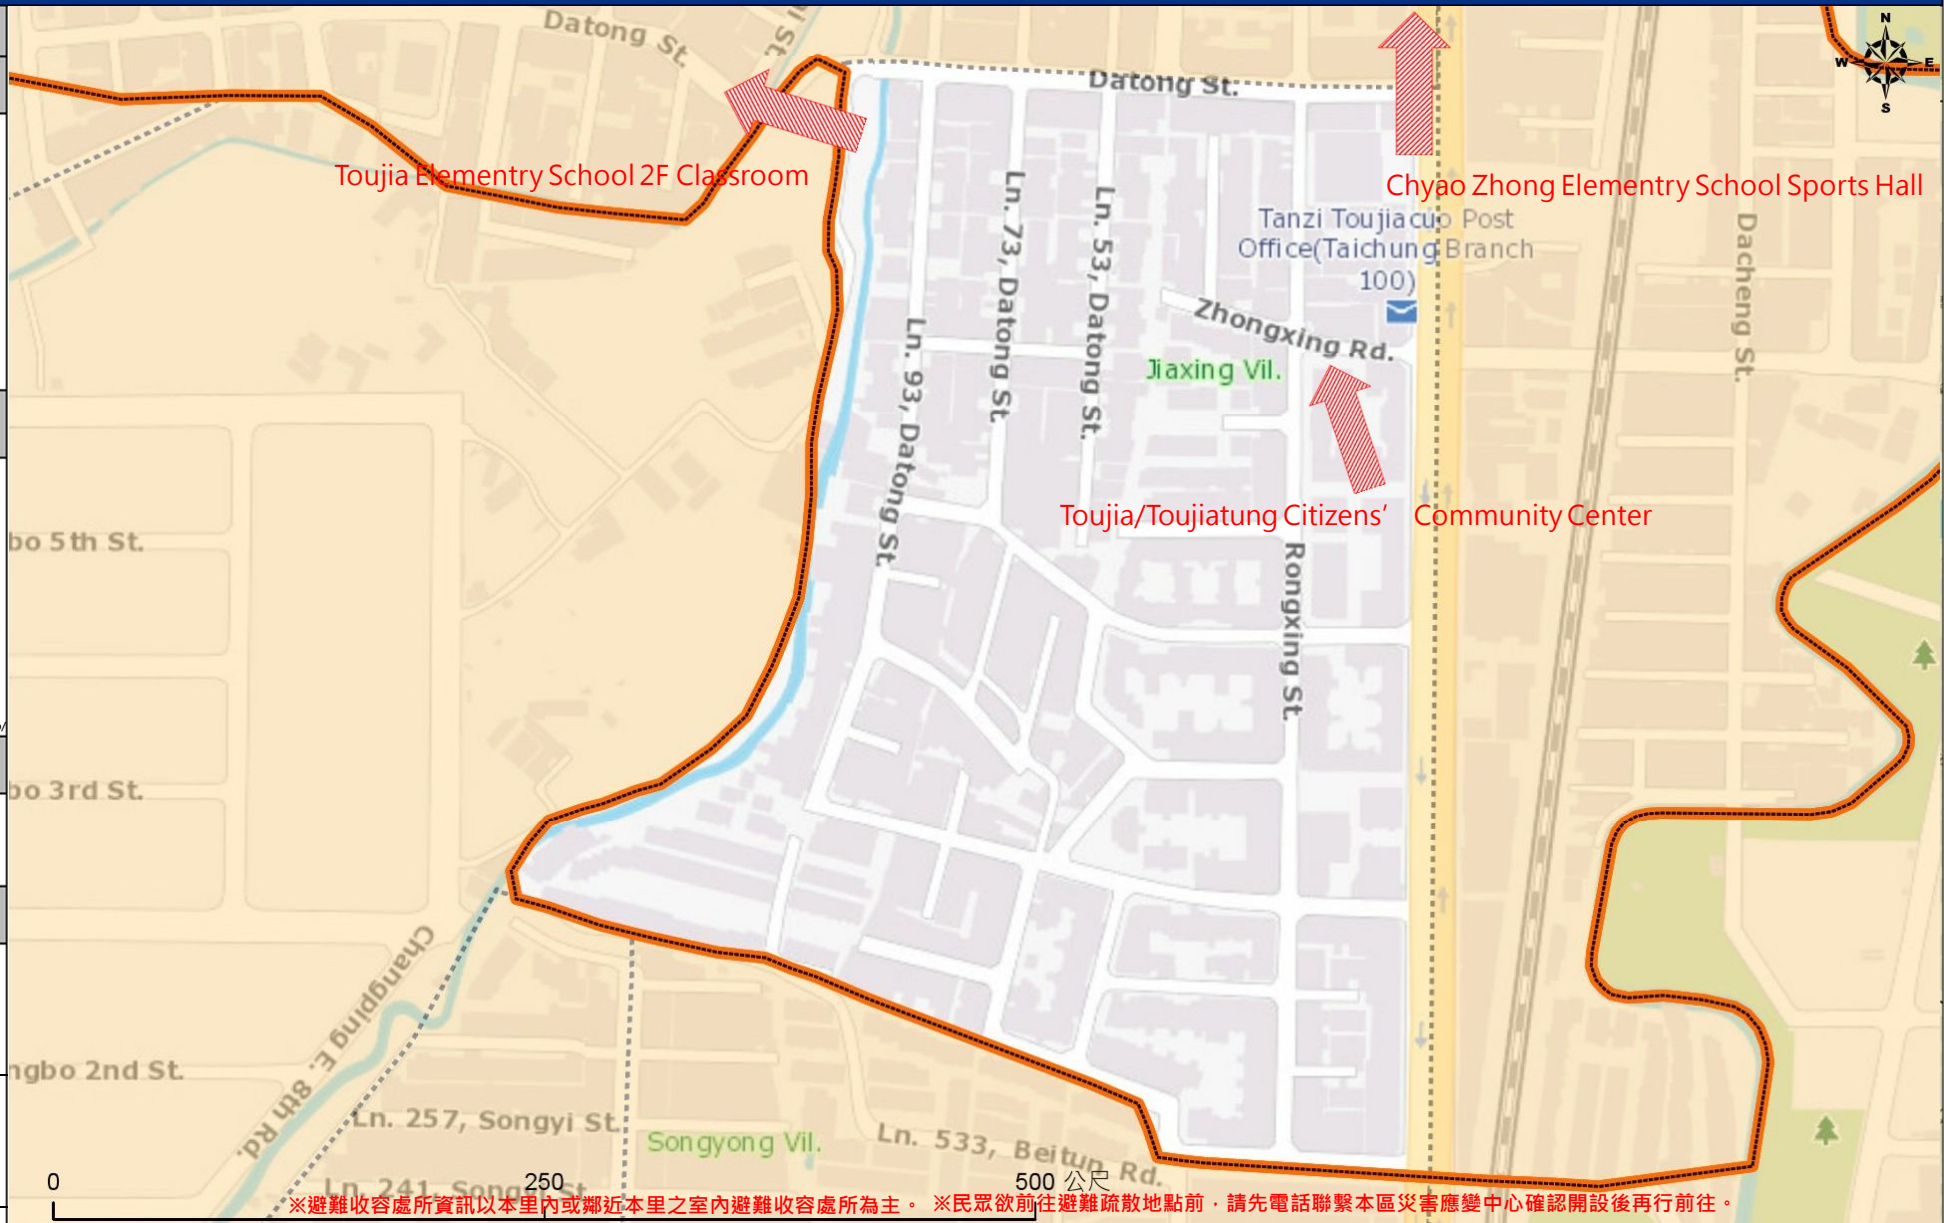 Datong St.
N
W
E
S
Datong St.
Toujia Elementry School 2F Classroom
Chyao Zhong Elementry School Sports Hall
Ln. 73, Datong St.
Ln. 53, Datong St.
Tanzi Toujiacuo Post
Office(Taichung Branch
100)
Dacheng St.
Zhongxing Rd.
Ln. 93, Datong St.
Jiaxing Vil.
Toujia/Toujiatung Citizens' Community Center
bo 5th St.
Rongxing St.
bo 3rd St.
Changping E. 8th Rd.
ngbo 2nd St.
Ln. 257, Songyi St.
Songyong Vil.
Ln. 533, Beitun Rd.
Ln. 241, Songyi St.
0
250
500 公尺
※避難收容處所資訊以本里內或鄰近本里之室內避難收容處所為主。 ※民眾欲前往避難疏散地點前，請先電話聯繫本區災害應變中心確認開設後再行前往。